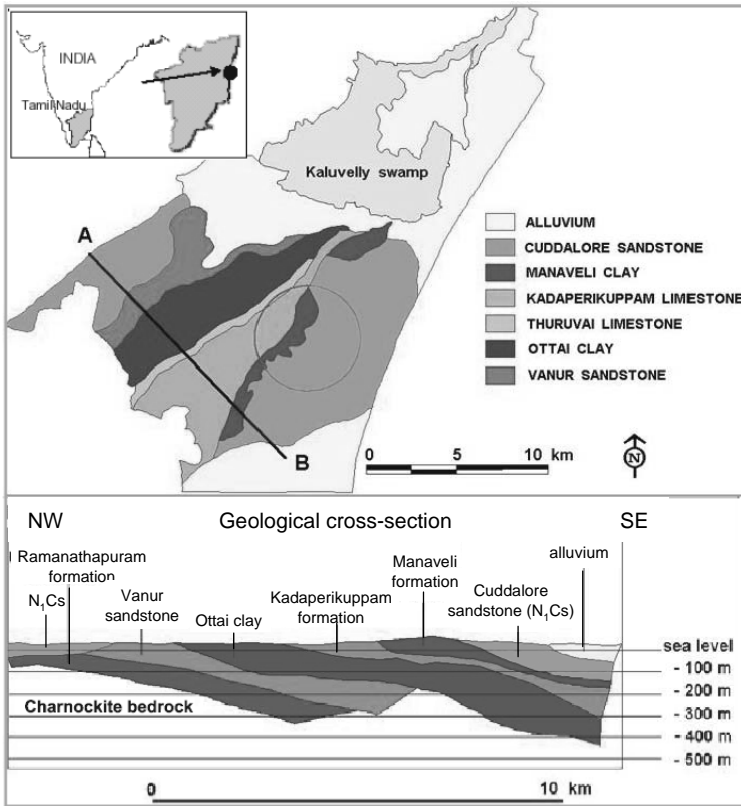 INDIA
Tamil Nadu
Kaluvelly swamp
A
B
ALLUVIUM
CUDDALORE SANDSTONE
MANAVELI CLAY
KADAPERIKUPPAM LIMESTONE
THURUVAI LIMESTONE
OTTAI CLAY
VANUR SANDSTONE
0 5 10 km
N
NW Geological cross-section SE
Ramanathapuram
formation
N₁Cs
Vanur
sandstone
Ottai clay
Kadaperikuppam
formation
Manaveli
formation
Cuddalore
sandstone (N₁Cs)
alluvium
sea level
- 100 m
- 200 m
- 300 m
- 400 m
- 500 m
Charnockite bedrock
0 10 km